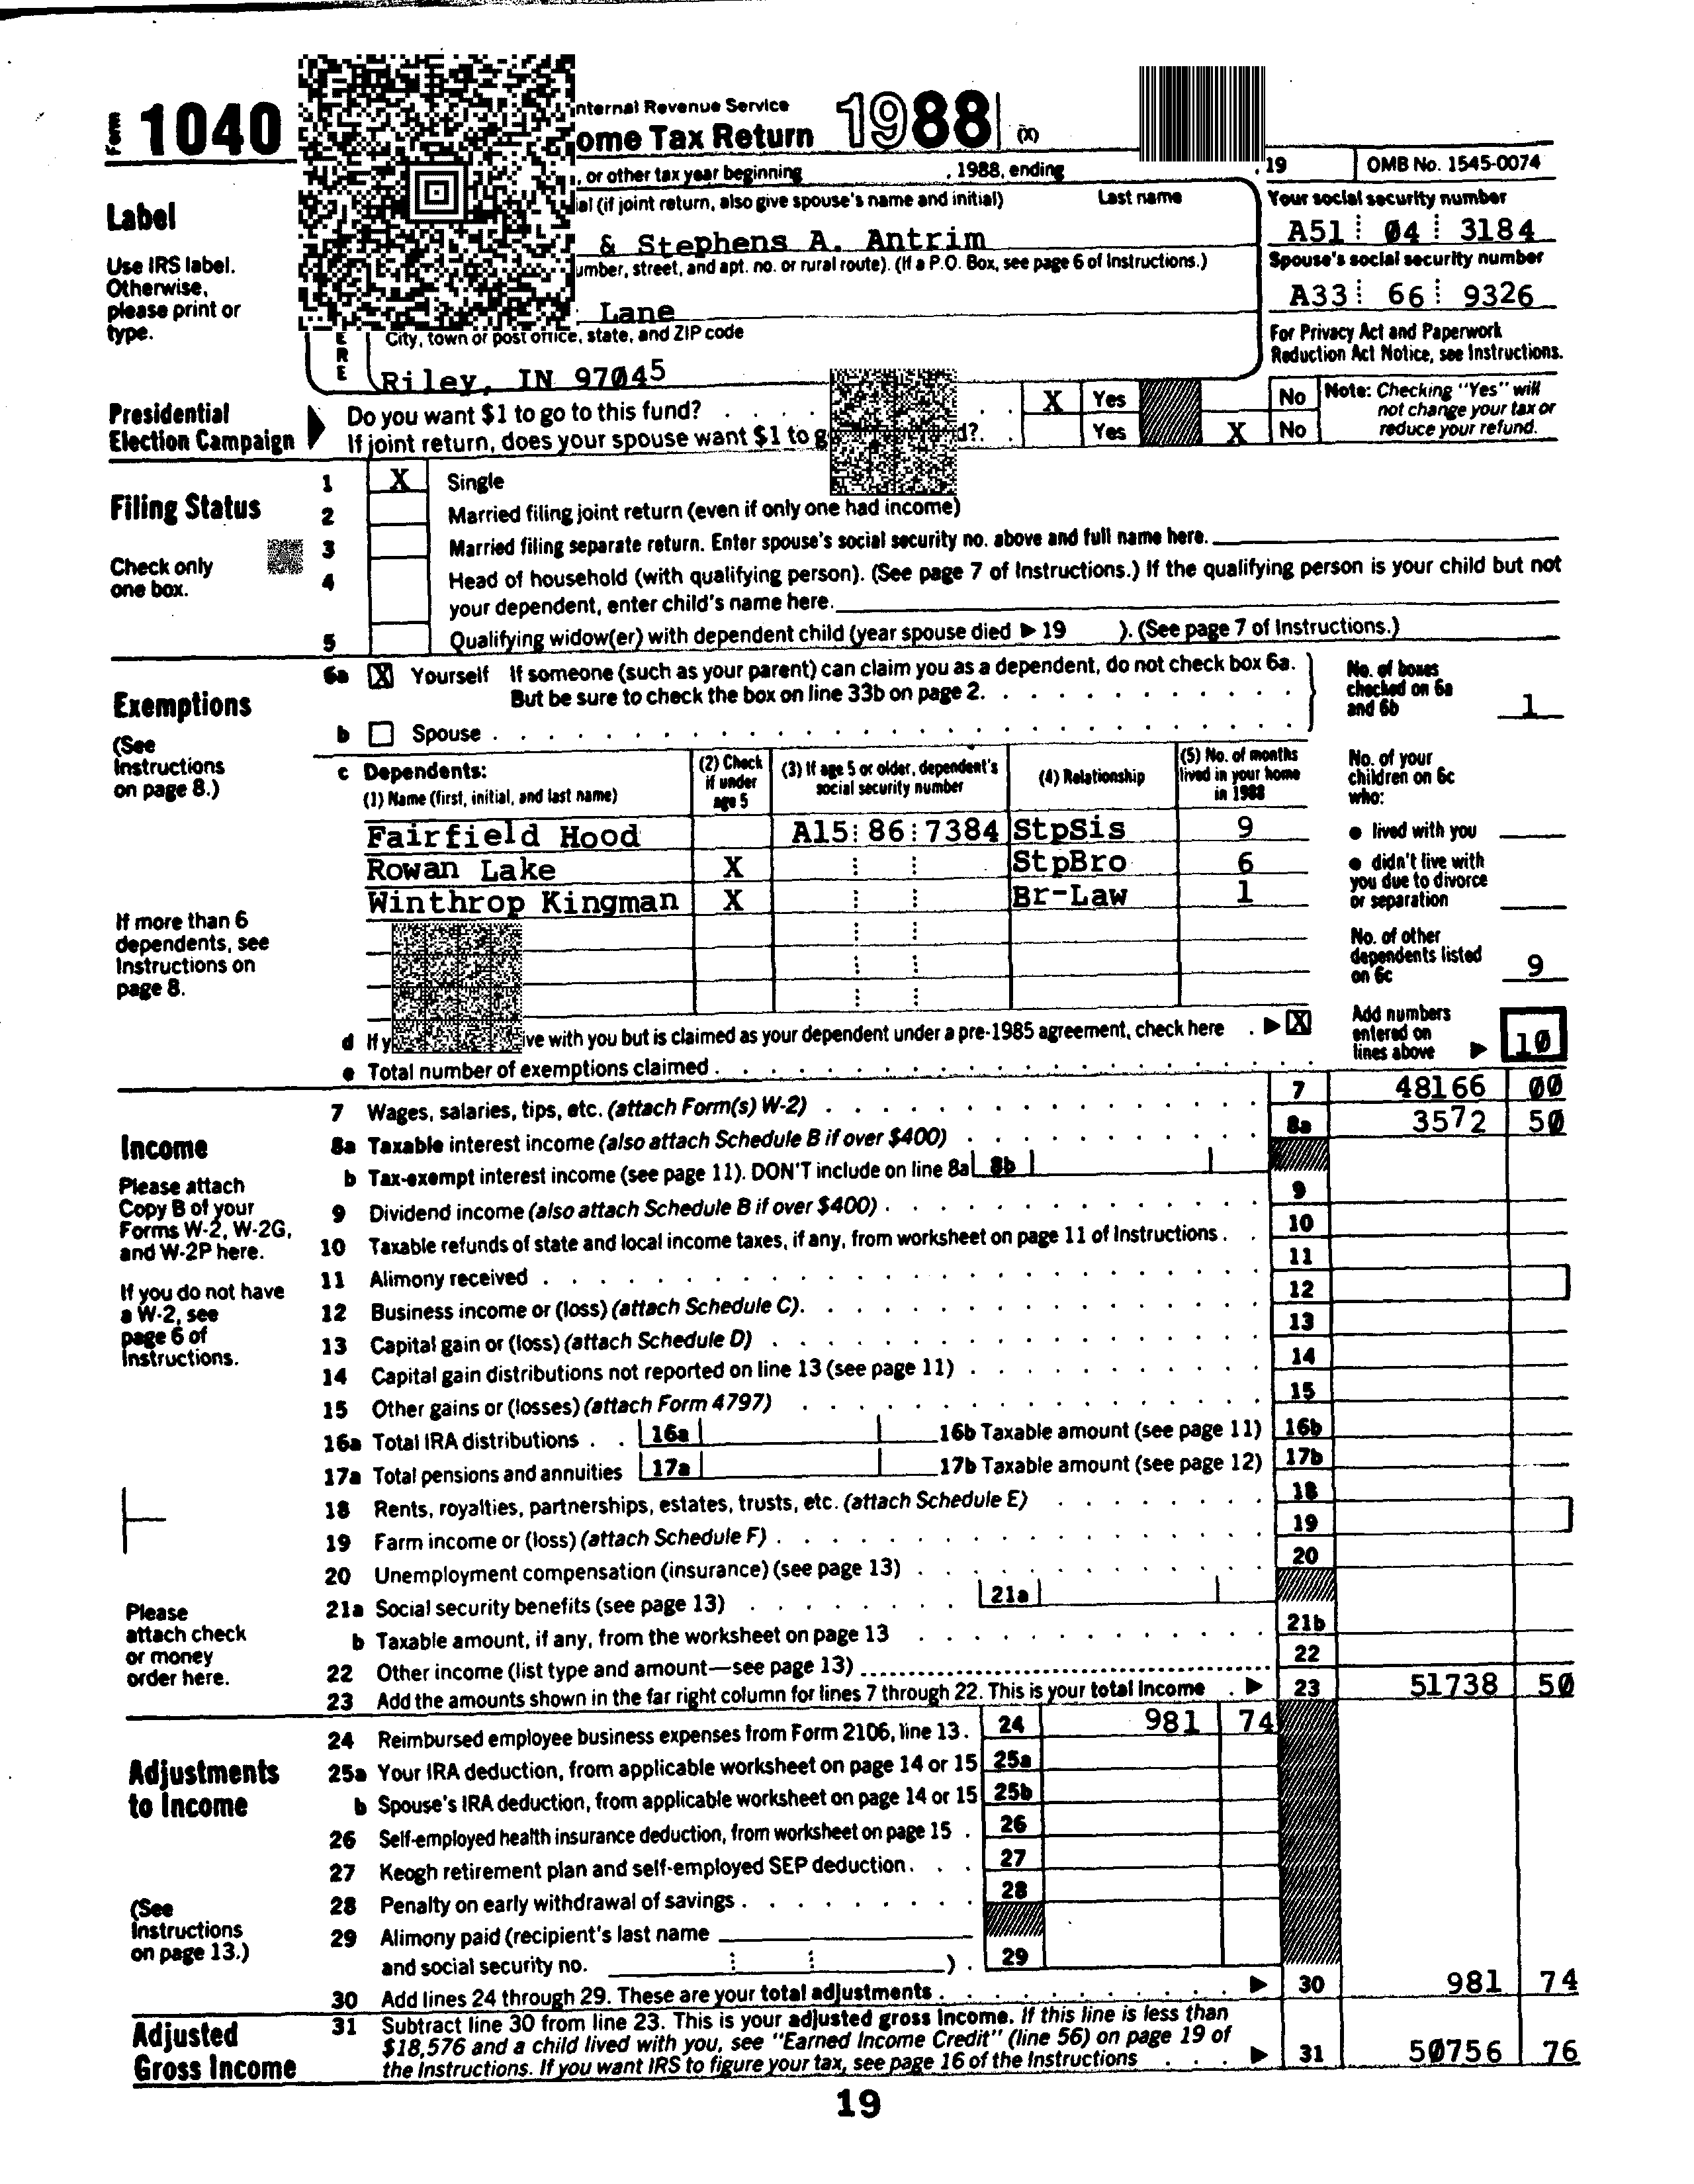 Form 1040
Internal Revenue Service
ome Tax Return 1988 (X)
, or other tax year beginning , 1988, ending , 19 OMB No. 1545-0074
Label
Use IRS label. Otherwise, please print or type.
ial (if joint return, also give spouse's name and initial) Last name
& Stephens A. Antrim
Your social security number
A51 04 3184
umber, street, and apt. no. or rural route). (If a P.O. Box, see page 6 of Instructions.)
Lane
Spouse's social security number
A33 66 9326
ERE
City, town or post office, state, and ZIP code
Riley, IN 97045
For Privacy Act and Paperwork
Reduction Act Notice, see Instructions.
Presidential
Election Campaign
Do you want $1 to go to this fund? X Yes No
If joint return, does your spouse want $1 to g d? Yes X No
Note: Checking "Yes" will
not change your tax or
reduce your refund.
Filing Status
Check only
one box.
1 X Single
2 Married filing joint return (even if only one had income)
3 Married filing separate return. Enter spouse's social security no. above and full name here.
4 Head of household (with qualifying person). (See page 7 of Instructions.) If the qualifying person is your child but not
your dependent, enter child's name here.
5 Qualifying widow(er) with dependent child (year spouse died ▶ 19 ). (See page 7 of Instructions.)
Exemptions
(See
Instructions
on page 8.)
6a X Yourself If someone (such as your parent) can claim you as a dependent, do not check box 6a.
But be sure to check the box on line 33b on page 2.
b Spouse
No. of boxes
checked on 6a
and 6b 1
c Dependents:
(1) Name (first, initial, and last name)
(2) Check
if under
age 5
(3) If age 5 or older, dependent's
social security number
(4) Relationship
(5) No. of months
lived in your home
in 1988
Fairfield Hood A15 86 7384 StpSis 9
Rowan Lake X StpBro 6
Winthrop Kingman X Br-Law 1
No. of your
children on 6c
who:
● lived with you
● didn't live with
you due to divorce
or separation
No. of other
dependents listed
on 6c 9
If more than 6
dependents, see
Instructions on
page 8.
d If y ive with you but is claimed as your dependent under a pre-1985 agreement, check here ▶ X
e Total number of exemptions claimed
Add numbers
entered on
lines above ▶ 10
Income
Please attach
Copy B of your
Forms W-2, W-2G,
and W-2P here.
If you do not have
a W-2, see
page 6 of
Instructions.
Please
attach check
or money
order here.
7 Wages, salaries, tips, etc. (attach Form(s) W-2) 7 48166 00
8a Taxable interest income (also attach Schedule B if over $400) 8a 3572 50
b Tax-exempt interest income (see page 11). DON'T include on line 8a 8b
9 Dividend income (also attach Schedule B if over $400) 9
10 Taxable refunds of state and local income taxes, if any, from worksheet on page 11 of Instructions 10
11 Alimony received 11
12 Business income or (loss) (attach Schedule C) 12
13 Capital gain or (loss) (attach Schedule D) 13
14 Capital gain distributions not reported on line 13 (see page 11) 14
15 Other gains or (losses) (attach Form 4797) 15
16a Total IRA distributions 16a 16b Taxable amount (see page 11) 16b
17a Total pensions and annuities 17a 17b Taxable amount (see page 12) 17b
18 Rents, royalties, partnerships, estates, trusts, etc. (attach Schedule E) 18
19 Farm income or (loss) (attach Schedule F) 19
20 Unemployment compensation (insurance) (see page 13) 20
21a Social security benefits (see page 13) 21a
b Taxable amount, if any, from the worksheet on page 13 21b
22 Other income (list type and amount—see page 13) 22
23 Add the amounts shown in the far right column for lines 7 through 22. This is your total income ▶ 23 51738 50
Adjustments
to Income
(See
Instructions
on page 13.)
24 Reimbursed employee business expenses from Form 2106, line 13. 24 981 74
25a Your IRA deduction, from applicable worksheet on page 14 or 15 25a
b Spouse's IRA deduction, from applicable worksheet on page 14 or 15 25b
26 Self-employed health insurance deduction, from worksheet on page 15 26
27 Keogh retirement plan and self-employed SEP deduction 27
28 Penalty on early withdrawal of savings 28
29 Alimony paid (recipient's last name
and social security no. ) 29
30 Add lines 24 through 29. These are your total adjustments ▶ 30 981 74
Adjusted
Gross Income
31 Subtract line 30 from line 23. This is your adjusted gross income. If this line is less than
$18,576 and a child lived with you, see "Earned Income Credit" (line 56) on page 19 of
the Instructions. If you want IRS to figure your tax, see page 16 of the Instructions ▶ 31 50756 76
19